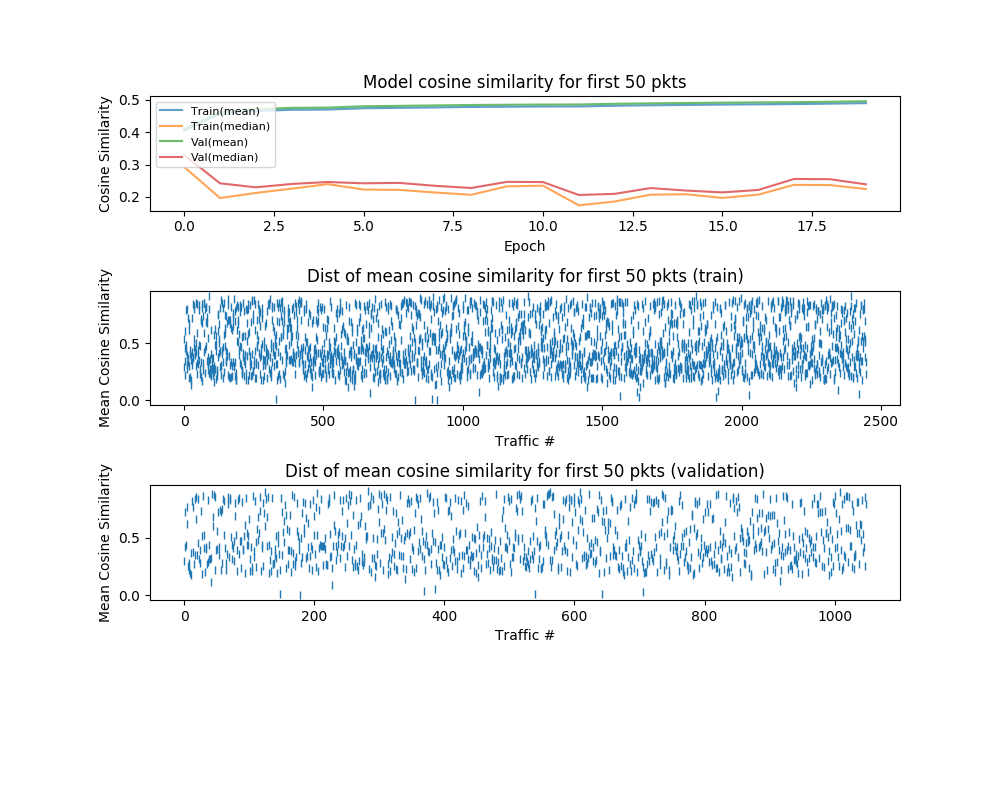 Model cosine similarity for first 50 pkts
Cosine Similarity
0.5
0.4
0.3
0.2
Train(mean)
Train(median)
Val(mean)
Val(median)
0.0 2.5 5.0 7.5 10.0 12.5 15.0 17.5
Epoch
Dist of mean cosine similarity for first 50 pkts (train)
Mean Cosine Similarity
0.5
0.0
0 500 1000 1500 2000 2500
Traffic #
Dist of mean cosine similarity for first 50 pkts (validation)
Mean Cosine Similarity
0.5
0.0
0 200 400 600 800 1000
Traffic #